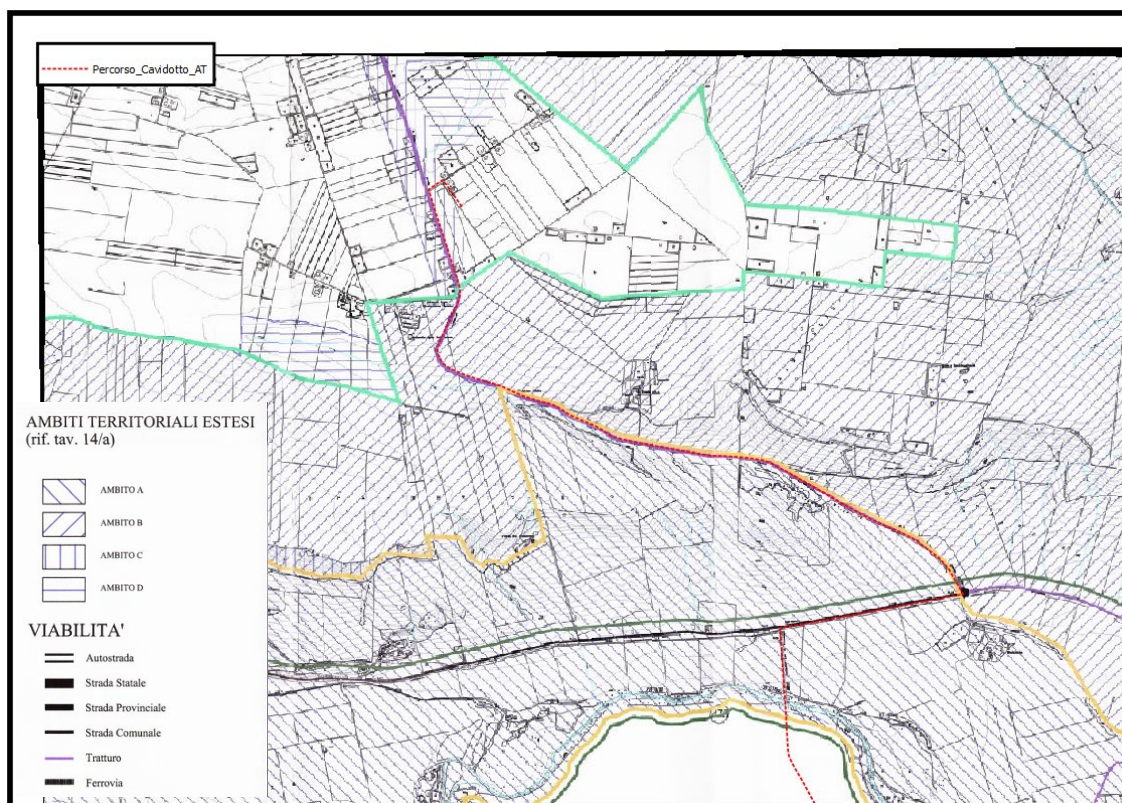 Percorso_Cavidotto_AT
AMBITI TERRITORIALI ESTESI
(rif. tav. 14/a)
AMBITO A
AMBITO B
AMBITO C
AMBITO D
VIABILITA'
Autostrada
Strada Statale
Strada Provinciale
Strada Comunale
Tratturo
Ferrovia